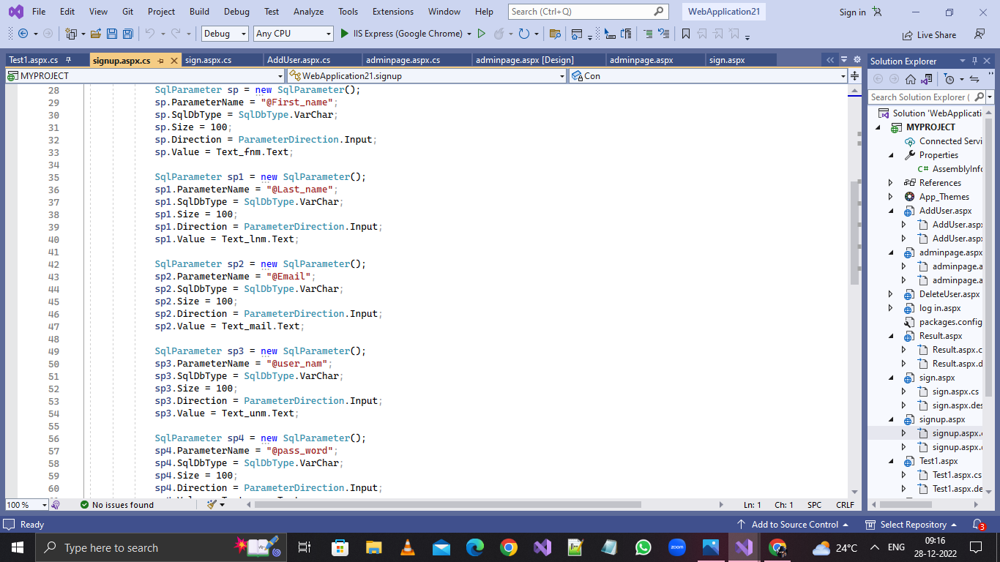 File Edit View Git Project Build Debug Test Analyze Tools Extensions Window Help Search (Ctrl+Q) WebApplication21 Sign in
Debug Any CPU IIS Express (Google Chrome) Live Share
Test1.aspx.cs signup.aspx.cs sign.aspx.cs AddUser.aspx.cs adminpage.aspx.cs adminpage.aspx [Design] adminpage.aspx sign.aspx
MYPROJECT WebApplication21.signup Con
28 SqlParameter sp = new SqlParameter();
29 sp.ParameterName = "@First_name";
30 sp.SqlDbType = SqlDbType.VarChar;
31 sp.Size = 100;
32 sp.Direction = ParameterDirection.Input;
33 sp.Value = Text_fnm.Text;
34
35 SqlParameter sp1 = new SqlParameter();
36 sp1.ParameterName = "@Last_name";
37 sp1.SqlDbType = SqlDbType.VarChar;
38 sp1.Size = 100;
39 sp1.Direction = ParameterDirection.Input;
40 sp1.Value = Text_lnm.Text;
41
42 SqlParameter sp2 = new SqlParameter();
43 sp2.ParameterName = "@Email";
44 sp2.SqlDbType = SqlDbType.VarChar;
45 sp2.Size = 100;
46 sp2.Direction = ParameterDirection.Input;
47 sp2.Value = Text_mail.Text;
48
49 SqlParameter sp3 = new SqlParameter();
50 sp3.ParameterName = "@user_nam";
51 sp3.SqlDbType = SqlDbType.VarChar;
52 sp3.Size = 100;
53 sp3.Direction = ParameterDirection.Input;
54 sp3.Value = Text_unm.Text;
55
56 SqlParameter sp4 = new SqlParameter();
57 sp4.ParameterName = "@pass_word";
58 sp4.SqlDbType = SqlDbType.VarChar;
59 sp4.Size = 100;
60 sp4.Direction = ParameterDirection.Input;
100 % No issues found Ln: 1 Ch: 1 SPC CRLF
Solution Explorer
Search Solution Explorer (
Solution 'WebApplicati
MYPROJECT
Connected Servi
Properties
C# AssemblyInfo
References
App_Themes
AddUser.aspx
AddUser.aspx
AddUser.aspx
adminpage.aspx
adminpage.a
adminpage.a
DeleteUser.aspx
log in.aspx
packages.config
Result.aspx
Result.aspx.c
Result.aspx.d
sign.aspx
sign.aspx.cs
sign.aspx.des
signup.aspx
signup.aspx.c
signup.aspx.d
Test1.aspx
Test1.aspx.cs
Test1.aspx.de
Ready Add to Source Control Select Repository 3
Type here to search zoom 24°C ENG 09:16
28-12-2022